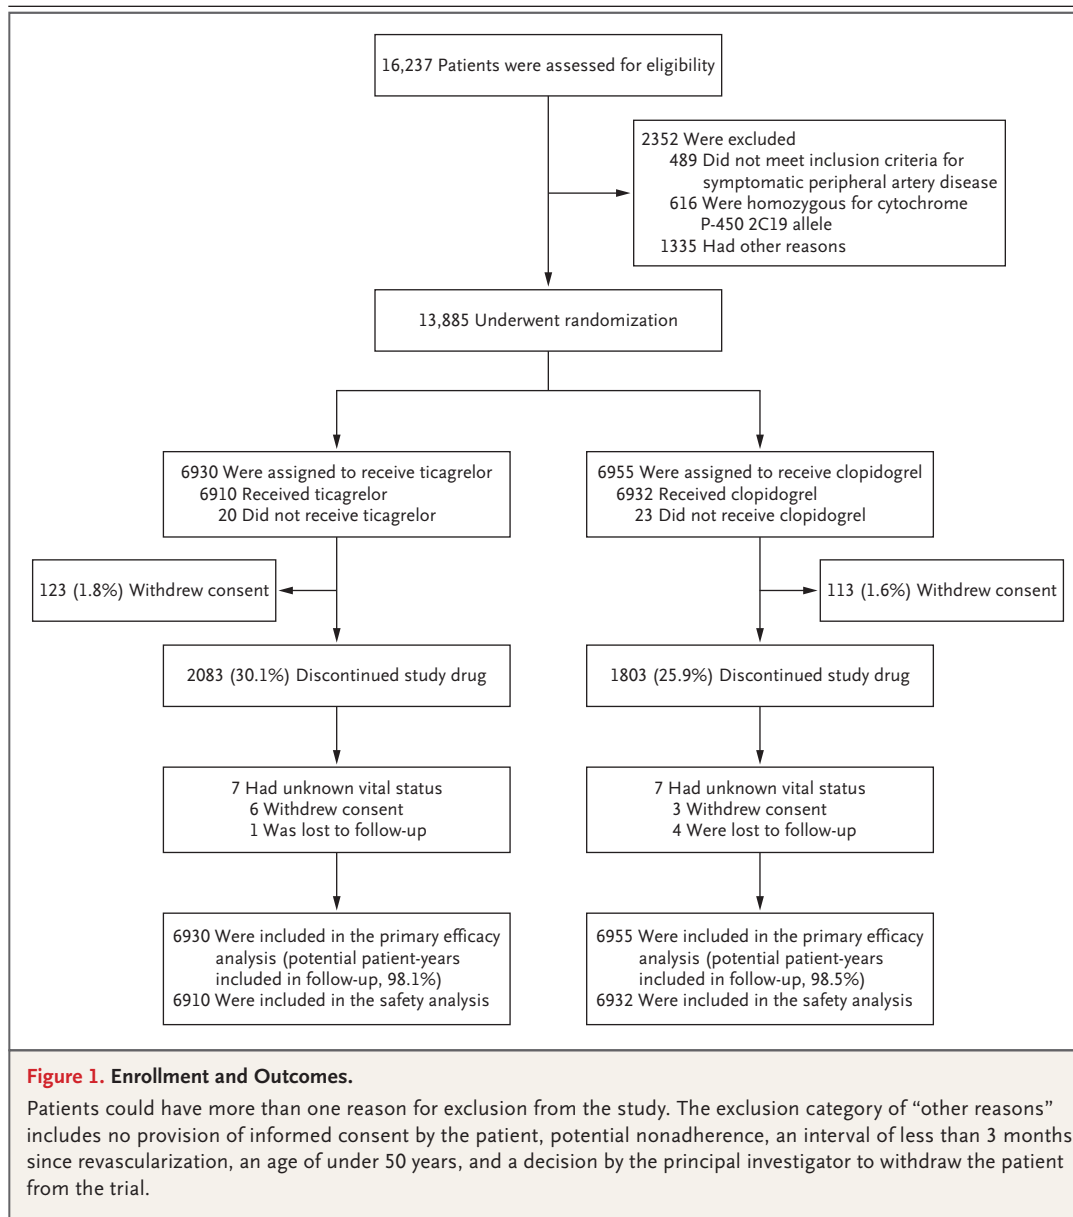 16,237 Patients were assessed for eligibility
2352 Were excluded
489 Did not meet inclusion criteria for
symptomatic peripheral artery disease
616 Were homozygous for cytochrome
P-450 2C19 allele
1335 Had other reasons
13,885 Underwent randomization
6930 Were assigned to receive ticagrelor
6910 Received ticagrelor
20 Did not receive ticagrelor
6955 Were assigned to receive clopidogrel
6932 Received clopidogrel
23 Did not receive clopidogrel
123 (1.8%) Withdrew consent
113 (1.6%) Withdrew consent
2083 (30.1%) Discontinued study drug
1803 (25.9%) Discontinued study drug
7 Had unknown vital status
6 Withdrew consent
1 Was lost to follow-up
7 Had unknown vital status
3 Withdrew consent
4 Were lost to follow-up
6930 Were included in the primary efficacy
analysis (potential patient-years
included in follow-up, 98.1%)
6910 Were included in the safety analysis
6955 Were included in the primary efficacy
analysis (potential patient-years
included in follow-up, 98.5%)
6932 Were included in the safety analysis
Figure 1. Enrollment and Outcomes.
Patients could have more than one reason for exclusion from the study. The exclusion category of “other reasons”
includes no provision of informed consent by the patient, potential nonadherence, an interval of less than 3 months
since revascularization, an age of under 50 years, and a decision by the principal investigator to withdraw the patient
from the trial.